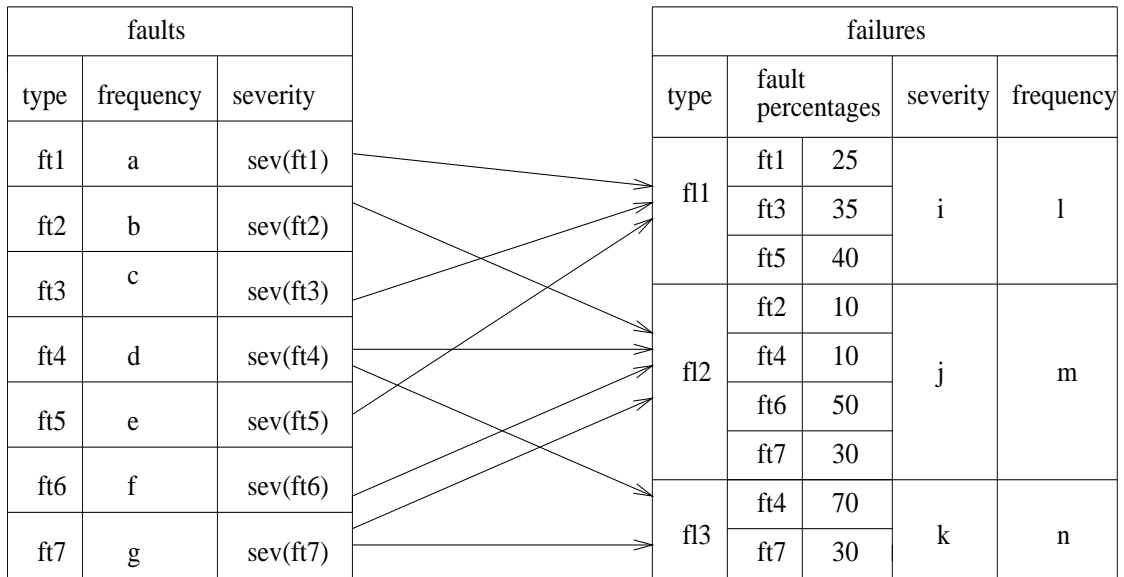 faults
type frequency severity
ft1 a sev(ft1)
ft2 b sev(ft2)
ft3 c sev(ft3)
ft4 d sev(ft4)
ft5 e sev(ft5)
ft6 f sev(ft6)
ft7 g sev(ft7)
failures
type fault percentages severity frequency
fl1 ft1 25 i l
ft3 35
ft5 40
fl2 ft2 10 j m
ft4 10
ft6 50
ft7 30
fl3 ft4 70 k n
ft7 30